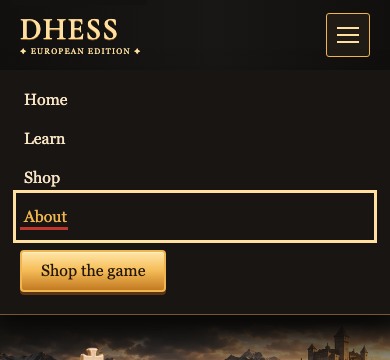 DHESS
✦ EUROPEAN EDITION ✦
Home
Learn
Shop
About
Shop the game